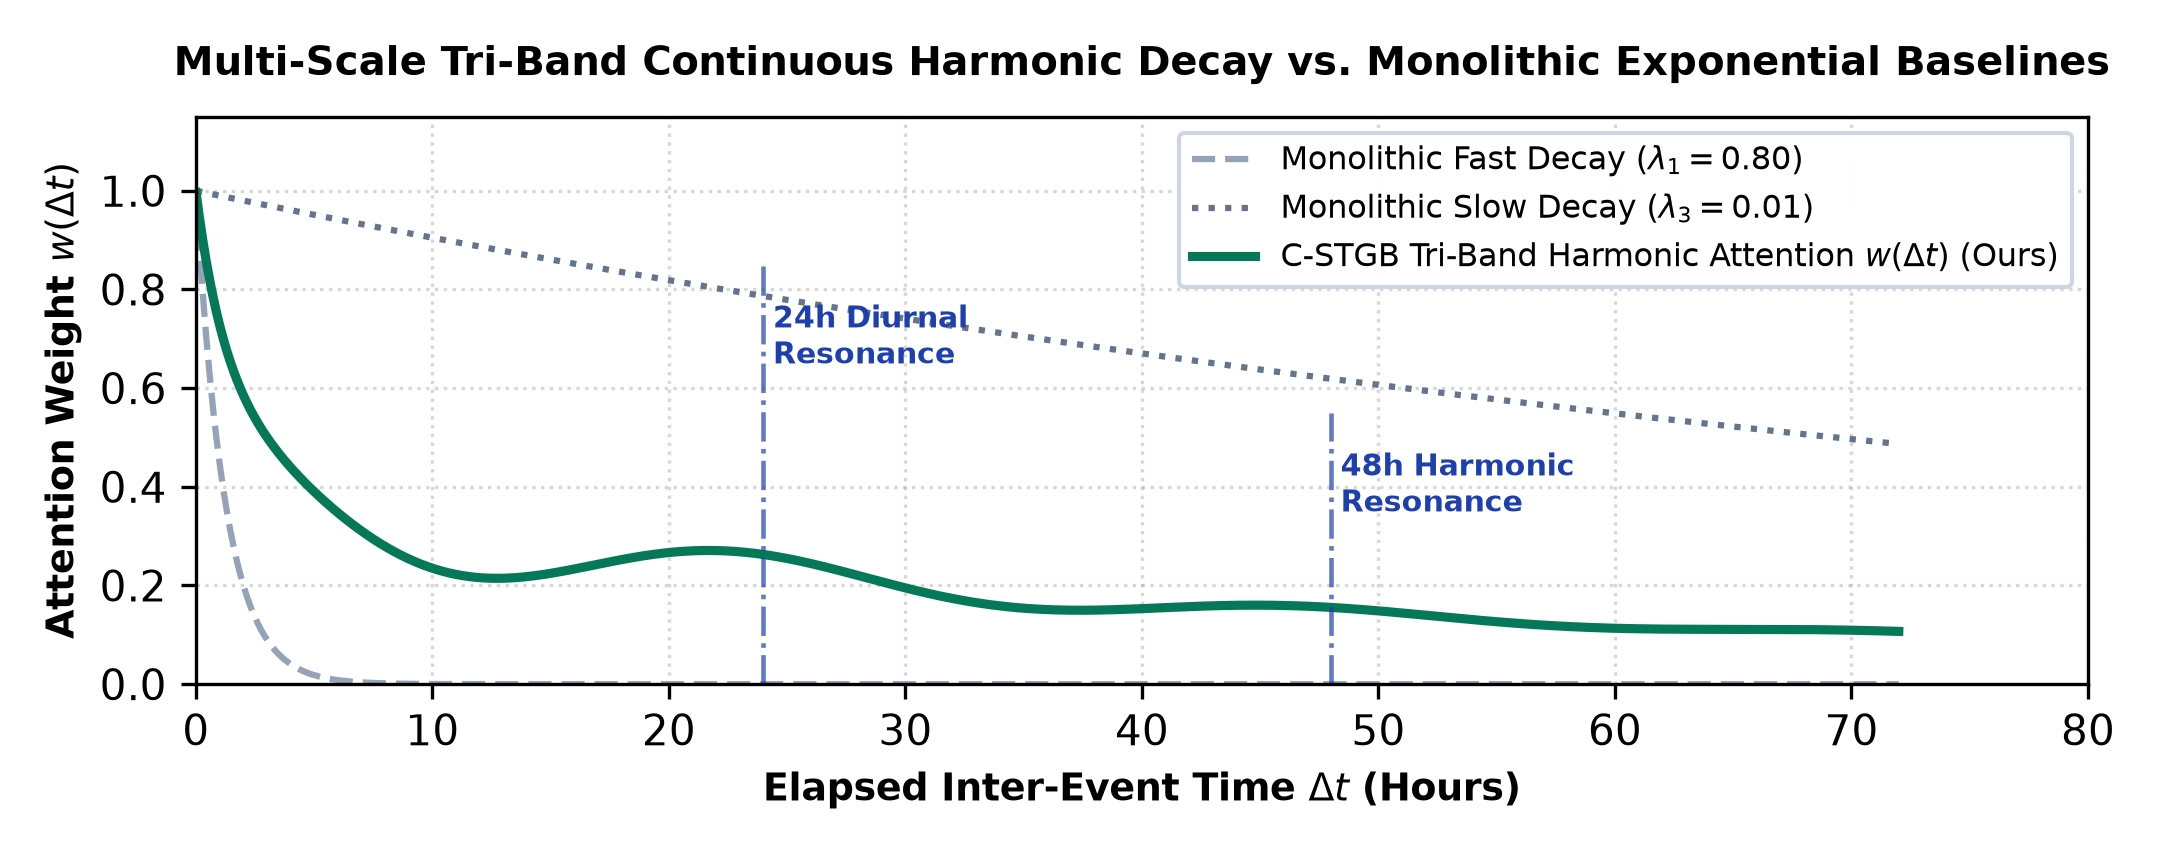 Multi-Scale Tri-Band Continuous Harmonic Decay vs. Monolithic Exponential Baselines
Attention Weight w(Δt)
1.0
0.8
0.6
0.4
0.2
0.0
Monolithic Fast Decay (λ₁ = 0.80)
Monolithic Slow Decay (λ₃ = 0.01)
C-STGB Tri-Band Harmonic Attention w(Δt) (Ours)
24h Diurnal
Resonance
48h Harmonic
Resonance
0 10 20 30 40 50 60 70 80
Elapsed Inter-Event Time Δt (Hours)